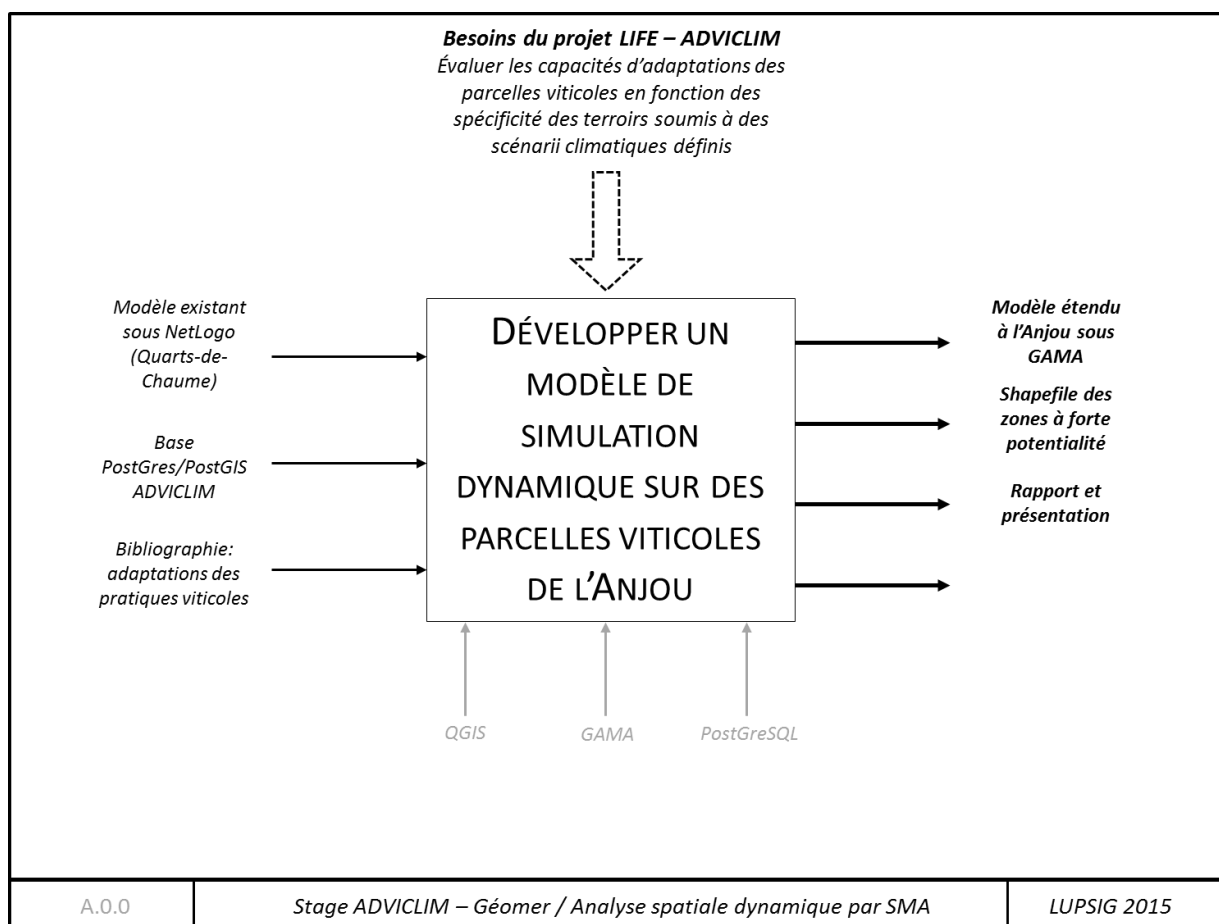 Besoins du projet LIFE – ADVICLIM
Évaluer les capacités d'adaptations des
parcelles viticoles en fonction des
spécificité des terroirs soumis à des
scénarii climatiques définis
Modèle existant
sous NetLogo
(Quarts-de-
Chaume)
Base
PostGres/PostGIS
ADVICLIM
Bibliographie:
adaptations des
pratiques viticoles
DÉVELOPPER UN
MODÈLE DE
SIMULATION
DYNAMIQUE SUR DES
PARCELLES VITICOLES
DE L'ANJOU
Modèle étendu
à l'Anjou sous
GAMA
Shapefile des
zones à forte
potentialité
Rapport et
présentation
QGIS
GAMA
PostGreSQL
A.0.0
Stage ADVICLIM – Géomer / Analyse spatiale dynamique par SMA
LUPSIG 2015